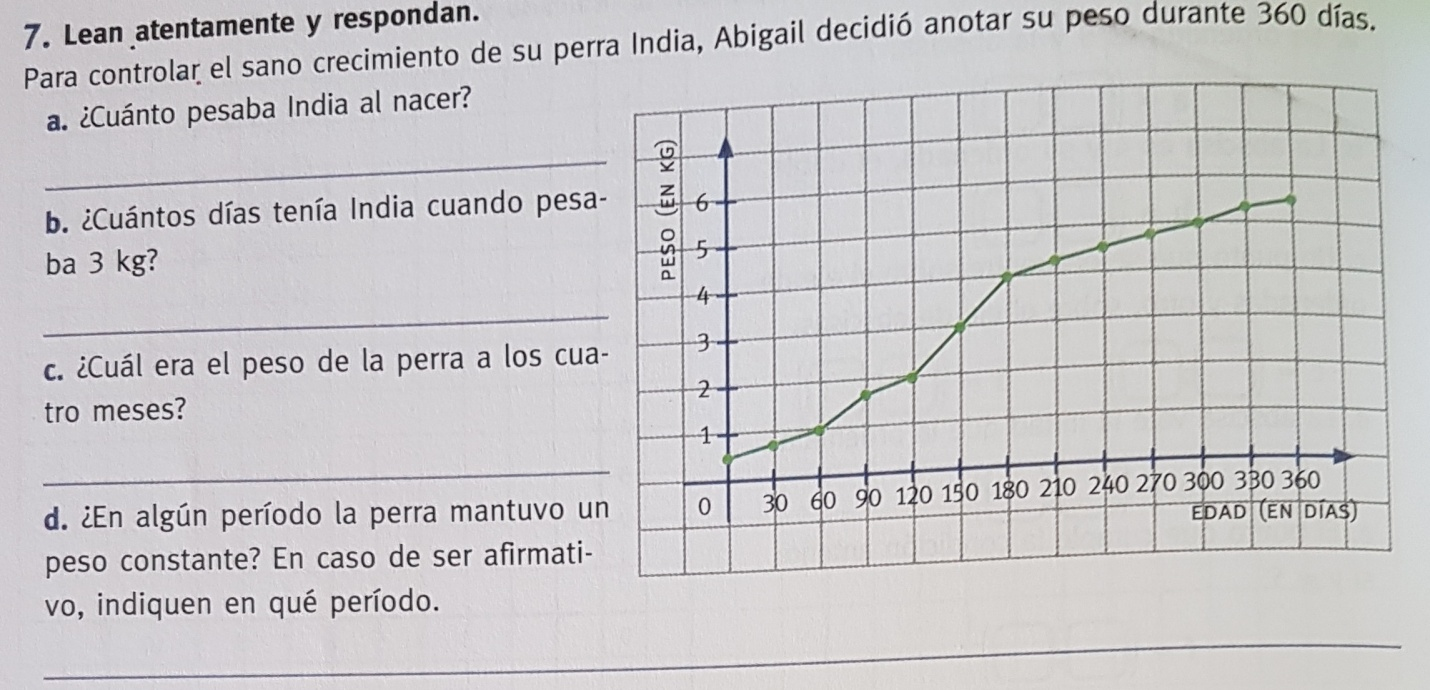 7. Lean atentamente y respondan.
Para controlar el sano crecimiento de su perra India, Abigail decidió anotar su peso durante 360 días.
a. ¿Cuánto pesaba India al nacer?
b. ¿Cuántos días tenía India cuando pesa-
ba 3 kg?
c. ¿Cuál era el peso de la perra a los cua-
tro meses?
d. ¿En algún período la perra mantuvo un
peso constante? En caso de ser afirmati-
vo, indiquen en qué período.
PESO (EN KG)
6
5
4
3
2
1
0 30 60 90 120 150 180 210 240 270 300 330 360
EDAD (EN DÍAS)